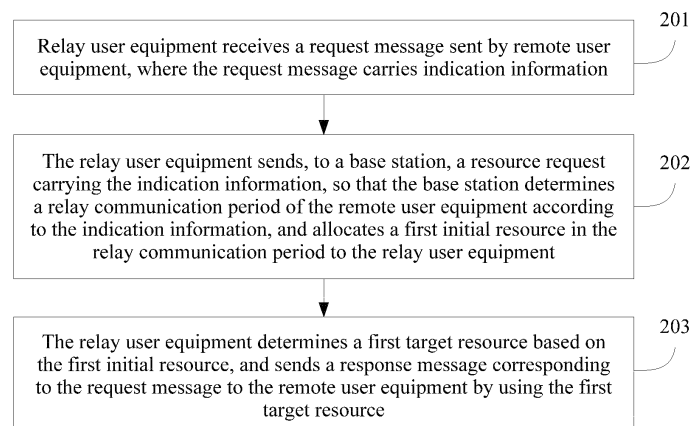 201
Relay user equipment receives a request message sent by remote user
equipment, where the request message carries indication information
202
The relay user equipment sends, to a base station, a resource request
carrying the indication information, so that the base station determines
a relay communication period of the remote user equipment according
to the indication information, and allocates a first initial resource in the
relay communication period to the relay user equipment
203
The relay user equipment determines a first target resource based on
the first initial resource, and sends a response message corresponding
to the request message to the remote user equipment by using the first
target resource